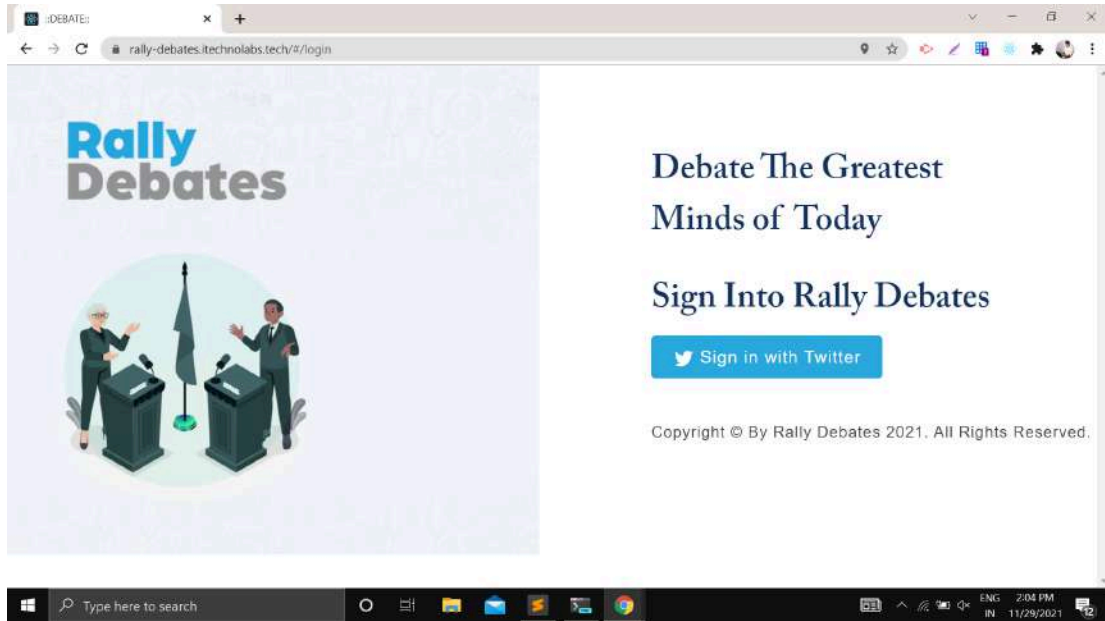 ::DEBATE::
rally-debates.itechnolabs.tech/#/login
Rally
Debates
Debate The Greatest
Minds of Today
Sign Into Rally Debates
Sign in with Twitter
Copyright © By Rally Debates 2021. All Rights Reserved.
Type here to search
ENG
IN
2:04 PM
11/29/2021
12